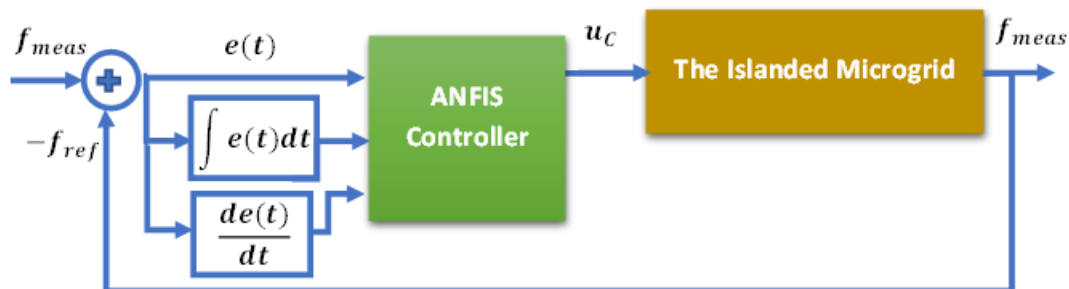 f_meas
e(t)
u_C
f_meas
+
-f_ref
∫ e(t)dt
de(t)
dt
ANFIS
Controller
The Islanded Microgrid